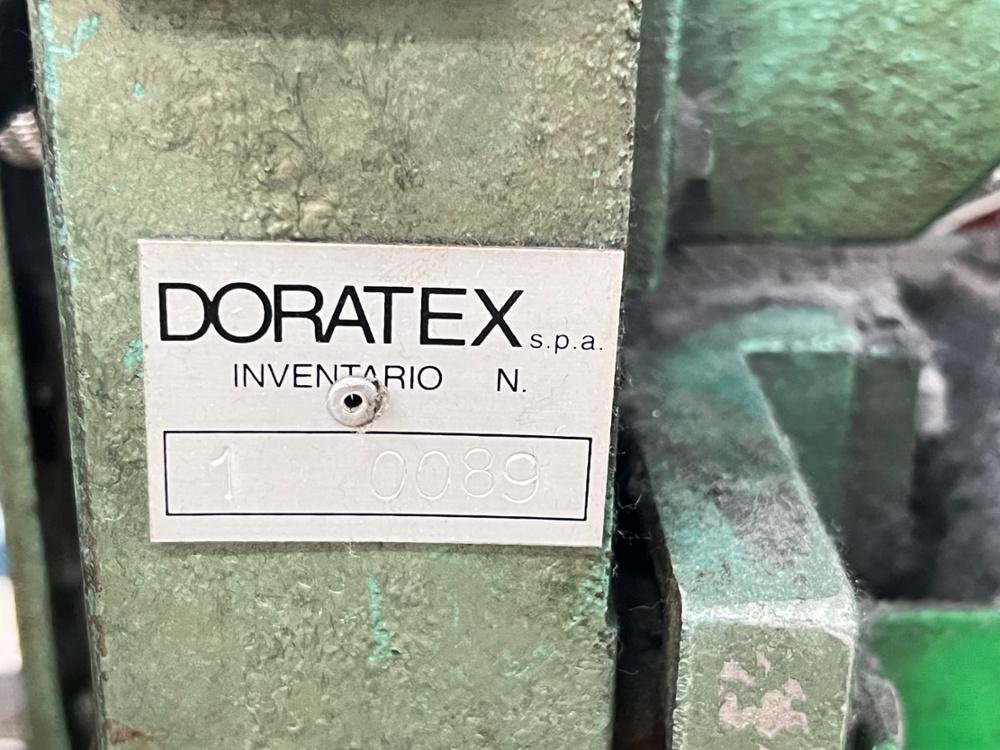 DORATEX s.p.a.
INVENTARIO N.
1 0089